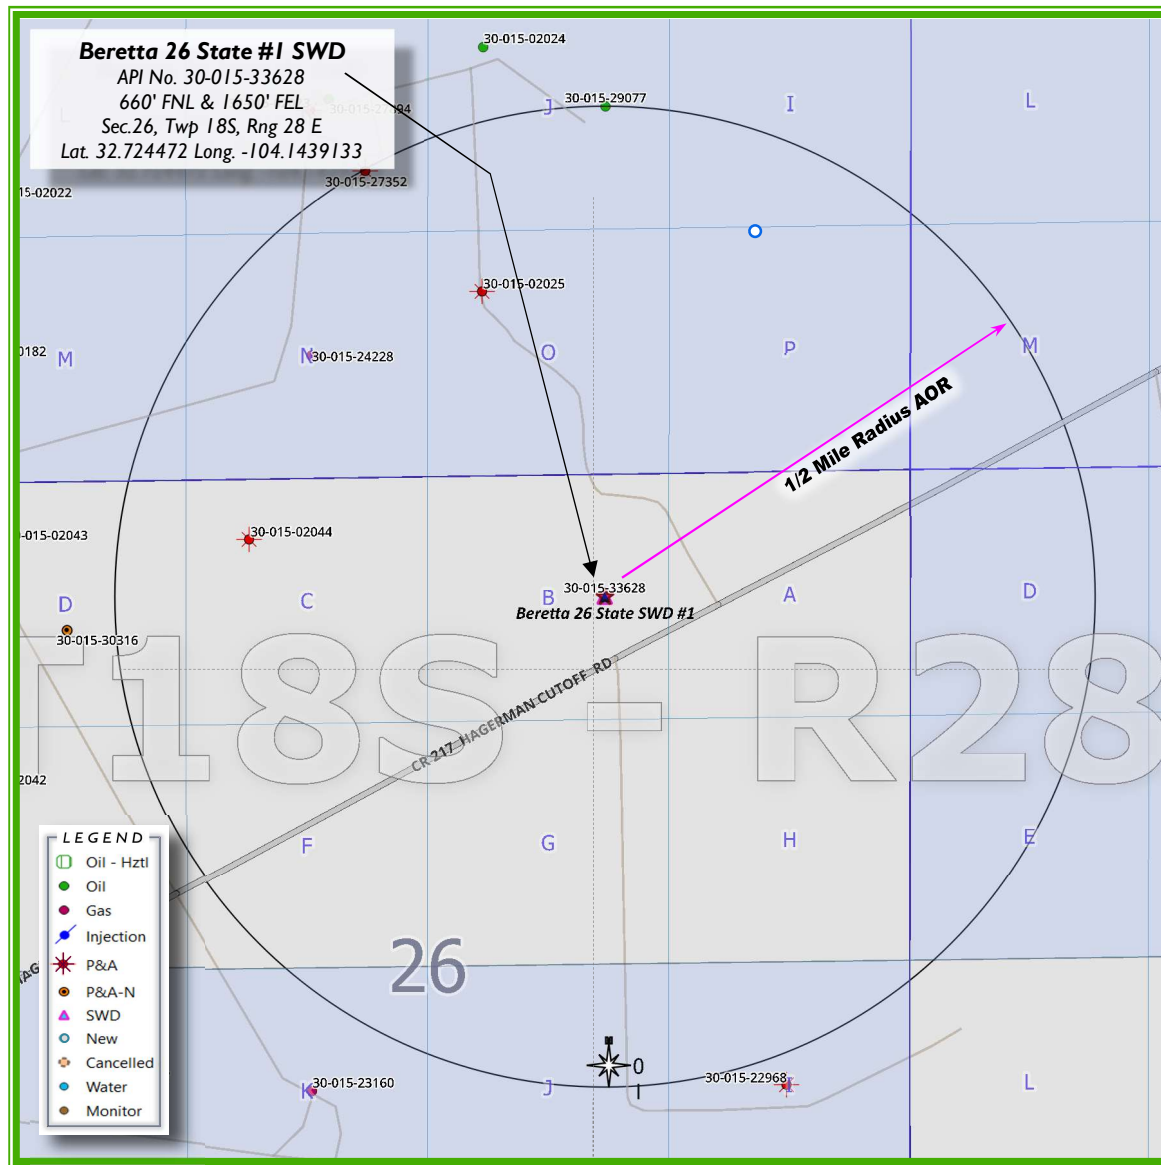 Beretta 26 State #1 SWD
API No. 30-015-33628
660' FNL & 1650' FEL
Sec.26, Twp 18S, Rng 28 E
Lat. 32.724472 Long. -104.1439133
30-015-02024
30-015-29077
J
I
L
L
30-015-27352
15-02022
30-015-02025
0182
M
N
30-015-24228
O
P
M
1/2 Mile Radius AOR
30-015-02044
-015-02043
30-015-33628
D
C
B
A
D
Beretta 26 State SWD #1
30-015-30316
T18S - R28
CR 217 HAGERMAN CUTOFF RD
2042
F
G
H
E
26
LEGEND
Oil - Hztl
Oil
Gas
Injection
P&A
P&A-N
SWD
New
Cancelled
Water
Monitor
0
30-015-23160
K
J
30-015-22968
I
L